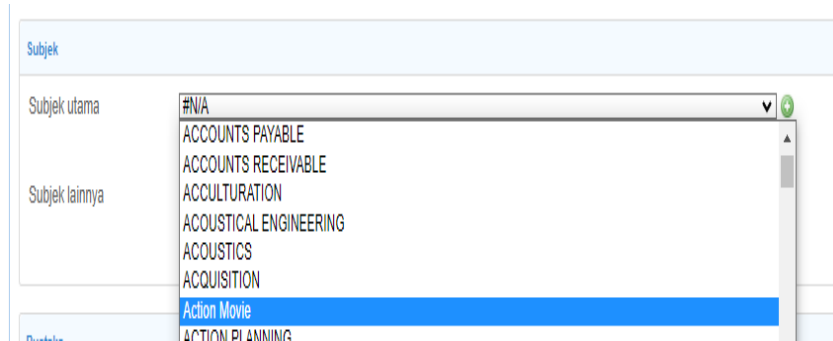 Subjek
Subjek utama
#N/A
ACCOUNTS PAYABLE
ACCOUNTS RECEIVABLE
Subjek lainnya
ACCULTURATION
ACOUSTICAL ENGINEERING
ACOUSTICS
ACQUISITION
Action Movie
ACTION PLANNING